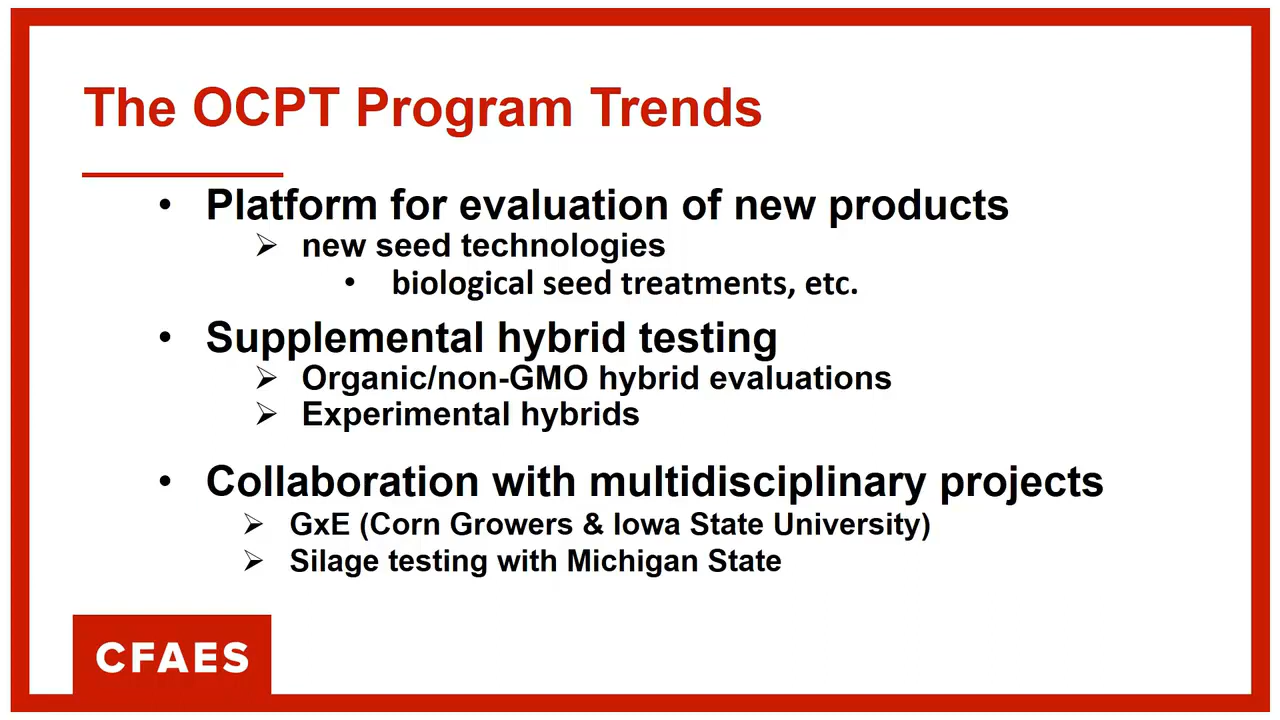 The OCPT Program Trends
• Platform for evaluation of new products
➢ new seed technologies
• biological seed treatments, etc.
• Supplemental hybrid testing
➢ Organic/non-GMO hybrid evaluations
➢ Experimental hybrids
• Collaboration with multidisciplinary projects
➢ GxE (Corn Growers & Iowa State University)
➢ Silage testing with Michigan State
CFAES